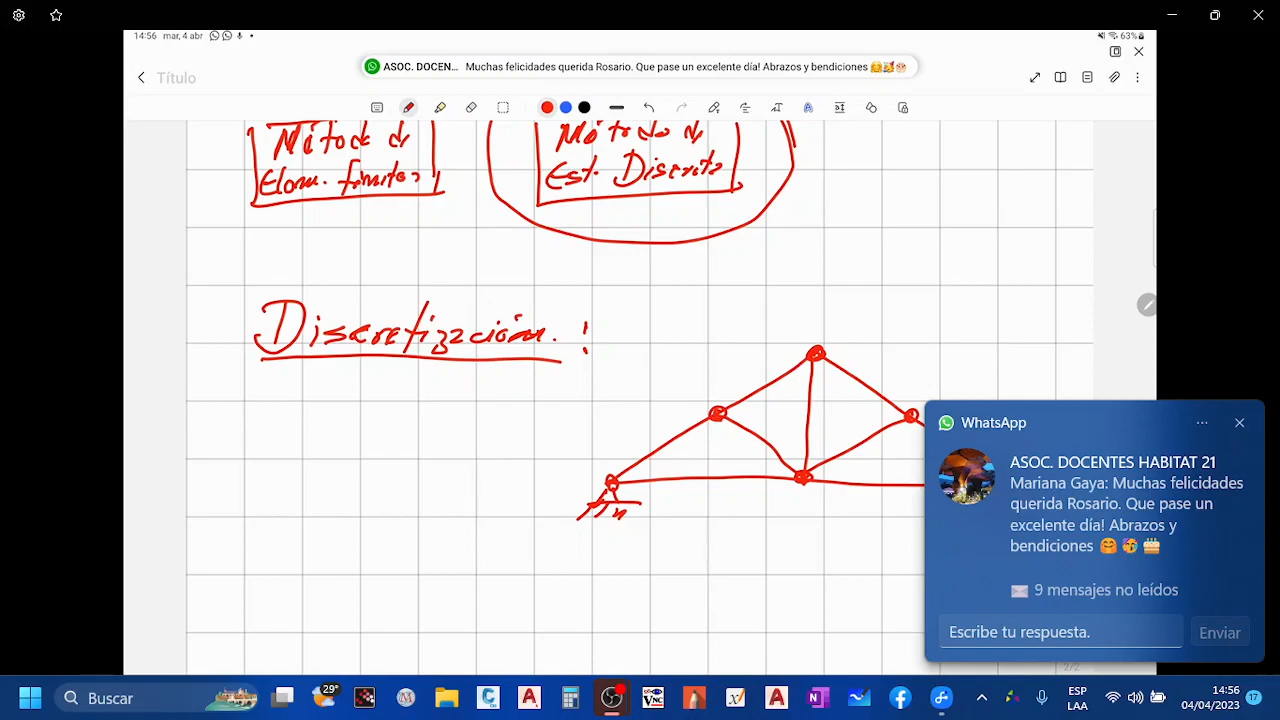 14:56 mar, 4 abr
63%
ASOC. DOCEN... Muchas felicidades querida Rosario. Que pase un excelente día! Abrazos y bendiciones 🤗🥳🎂
Título
Método de
Elem. finitos
Método de
Est. Discreta
Discretización :
WhatsApp
ASOC. DOCENTES HABITAT 21
Mariana Gaya: Muchas felicidades
querida Rosario. Que pase un
excelente día! Abrazos y
bendiciones 🤗 🥳 🎂
9 mensajes no leídos
Escribe tu respuesta.
Enviar
2/2
Buscar
29°
ESP
LAA
14:56
04/04/2023
17